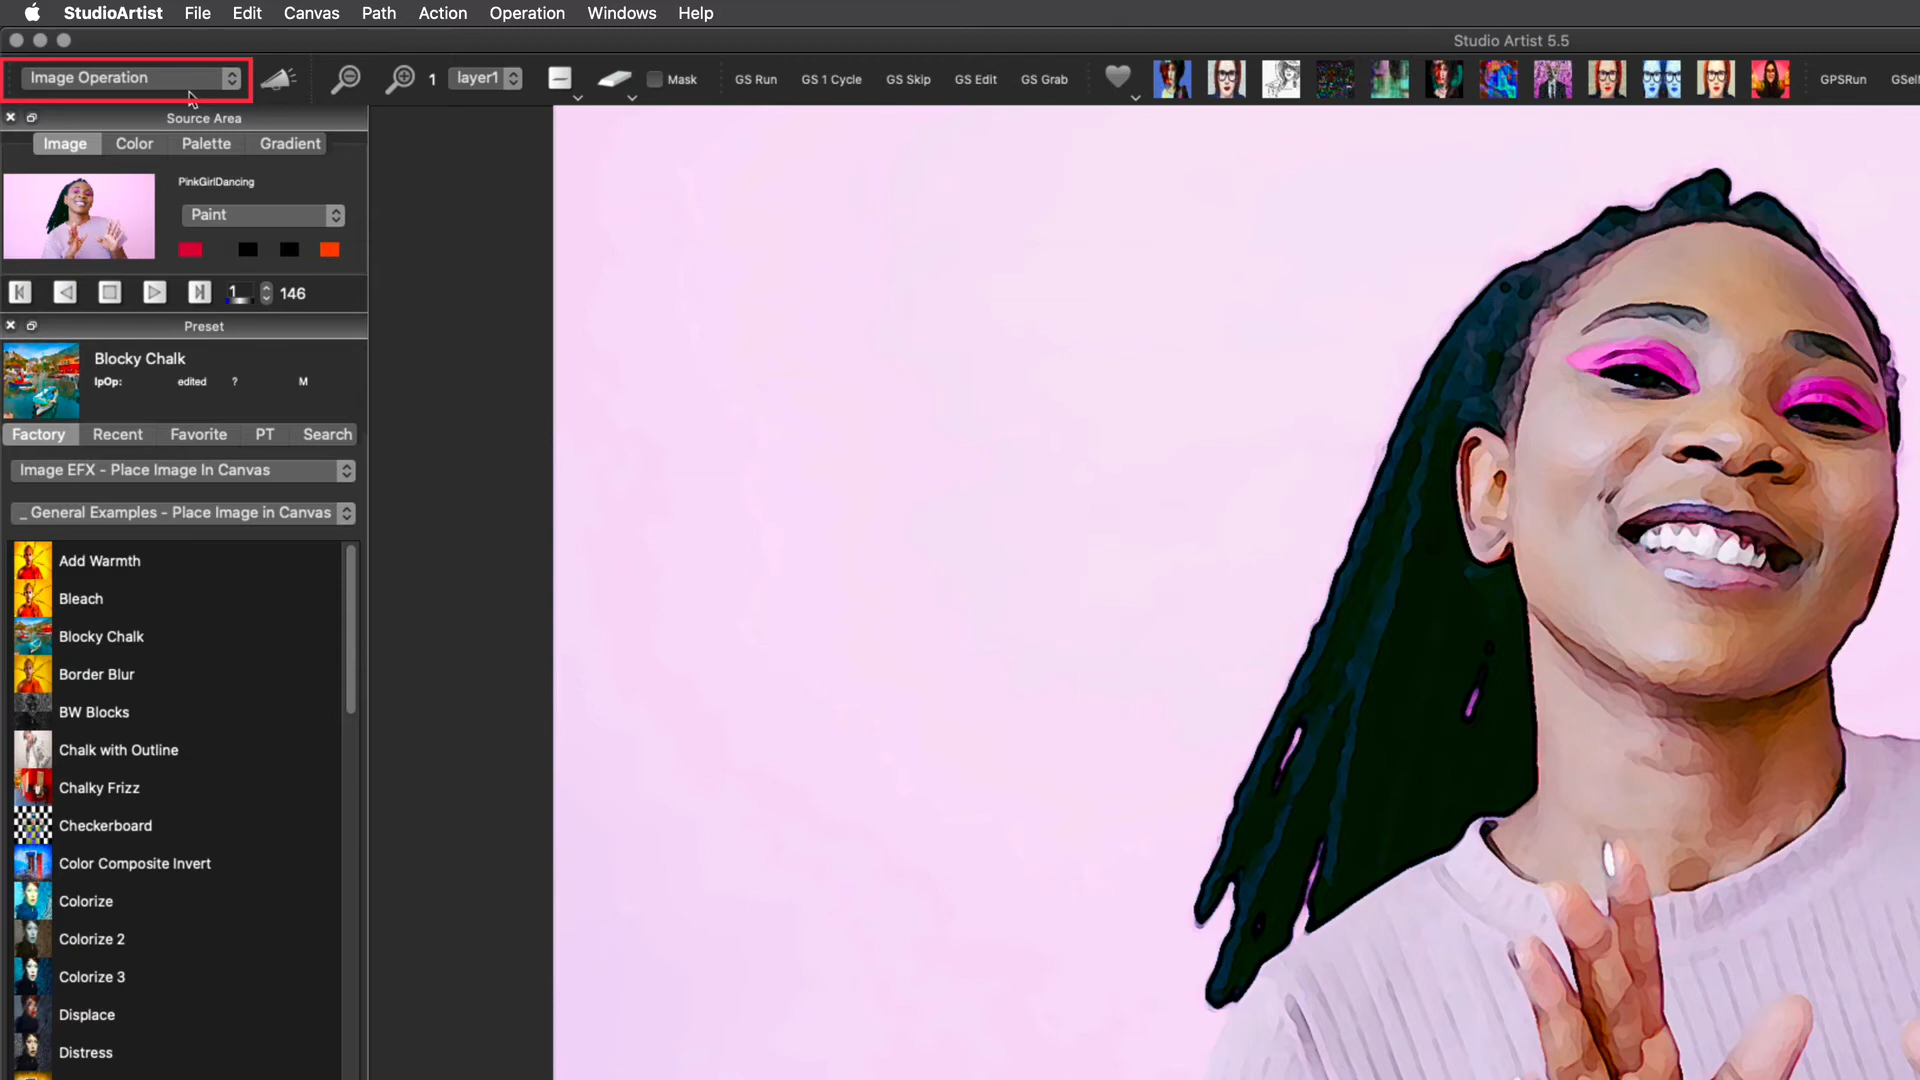 StudioArtist File Edit Canvas Path Action Operation Windows Help
Studio Artist 5.5
Image Operation 1 layer1 Mask GS Run GS 1 Cycle GS Skip GS Edit GS Grab GPSRun GSel
Source Area
Image Color Palette Gradient
PinkGirlDancing
Paint
1 146
Preset
Blocky Chalk
IpOp: edited ? M
Factory Recent Favorite PT Search
Image EFX - Place Image In Canvas
_ General Examples - Place Image in Canvas
Add Warmth
Bleach
Blocky Chalk
Border Blur
BW Blocks
Chalk with Outline
Chalky Frizz
Checkerboard
Color Composite Invert
Colorize
Colorize 2
Colorize 3
Displace
Distress